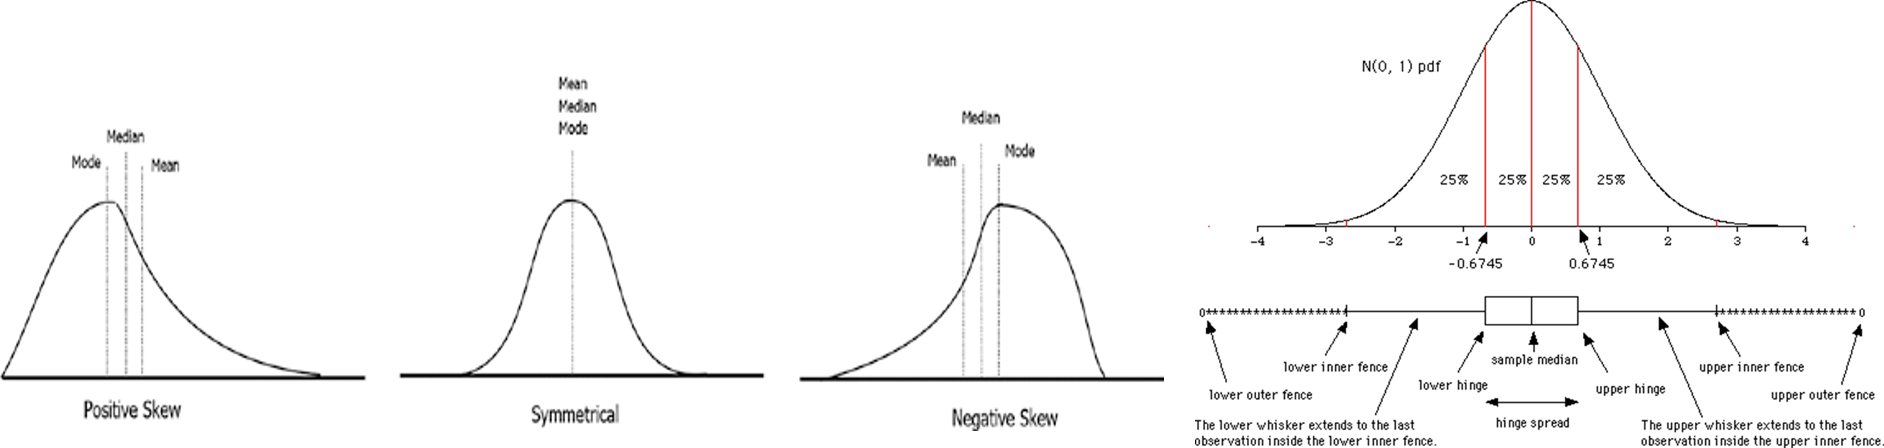 Median
Mode
Mean
Positive Skew
Mean
Median
Mode
Symmetrical
Median
Mean
Mode
Negative Skew
N(0, 1) pdf
25% 25% 25% 25%
-4 -3 -2 -1 0 1 2 3 4
-0.6745 0.6745
0*********************** ***********************0
sample median
lower inner fence
upper inner fence
lower hinge
upper hinge
lower outer fence
upper outer fence
hinge spread
The lower whisker extends to the last
observation inside the lower inner fence.
The upper whisker extends to the last
observation inside the upper inner fence.